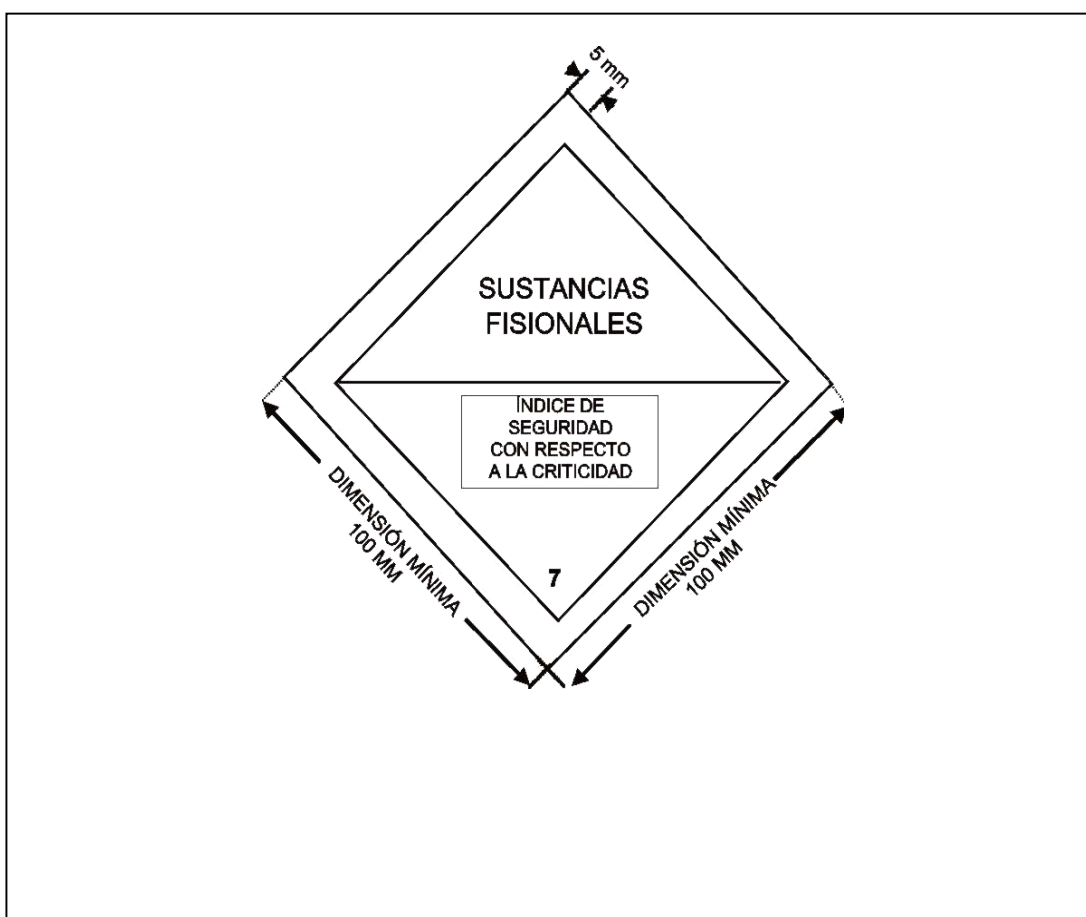 5 mm
SUSTANCIAS
FISIONALES
ÍNDICE DE
SEGURIDAD
CON RESPECTO
A LA CRITICIDAD
7
DIMENSIÓN MÍNIMA
100 MM
DIMENSIÓN MÍNIMA
100 MM